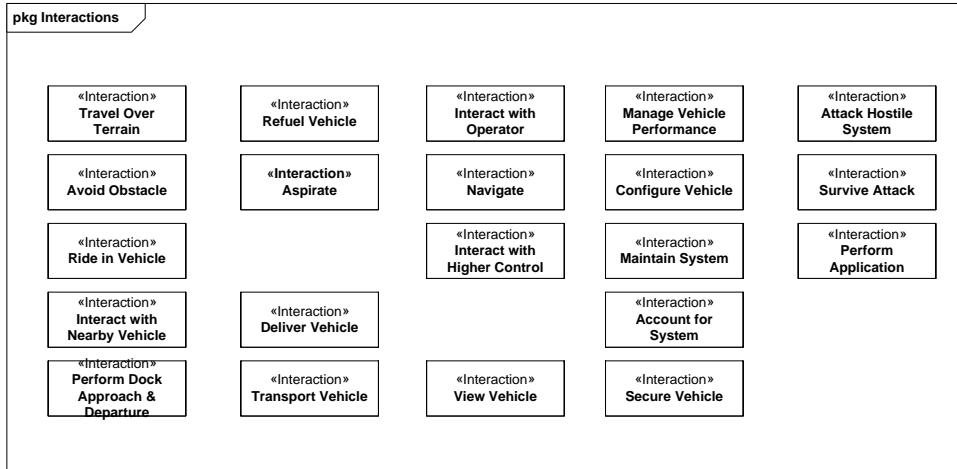 pkg Interactions
«Interaction»
Travel Over
Terrain
«Interaction»
Refuel Vehicle
«Interaction»
Interact with
Operator
«Interaction»
Manage Vehicle
Performance
«Interaction»
Attack Hostile
System
«Interaction»
Avoid Obstacle
«Interaction»
Aspirate
«Interaction»
Navigate
«Interaction»
Configure Vehicle
«Interaction»
Survive Attack
«Interaction»
Ride in Vehicle
«Interaction»
Interact with
Higher Control
«Interaction»
Maintain System
«Interaction»
Perform
Application
«Interaction»
Interact with
Nearby Vehicle
«Interaction»
Deliver Vehicle
«Interaction»
Account for
System
«Interaction»
Perform Dock
Approach &
Departure
«Interaction»
Transport Vehicle
«Interaction»
View Vehicle
«Interaction»
Secure Vehicle